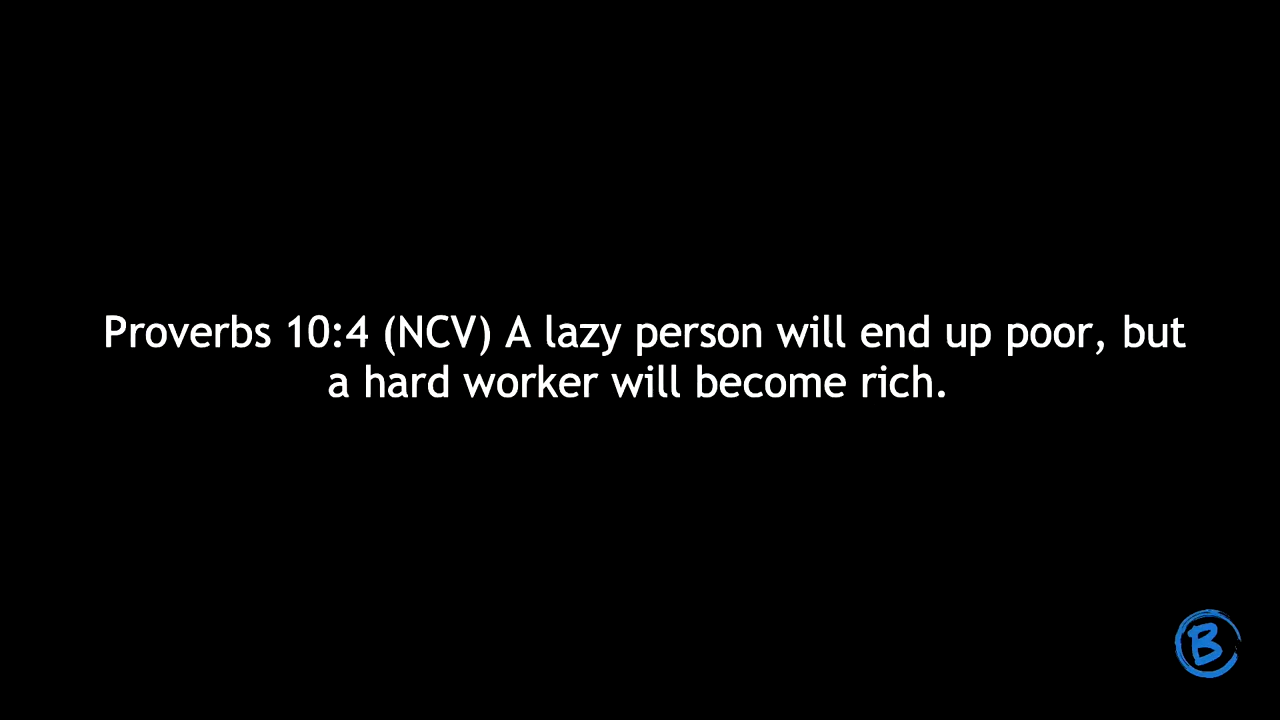 Proverbs 10:4 (NCV) A lazy person will end up poor, but
a hard worker will become rich.
B